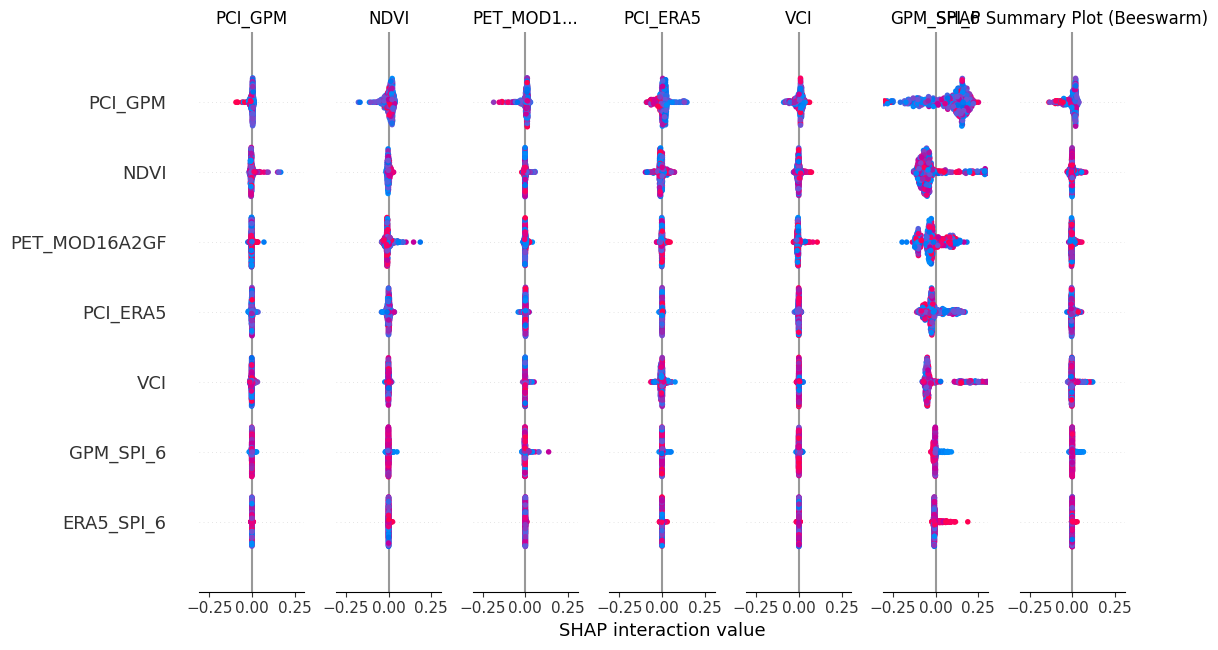 PCI_GPM
NDVI
PET_MOD1...
PCI_ERA5
VCI
GPM_SPI_6
SHAP Summary Plot (Beeswarm)
PCI_GPM
NDVI
PET_MOD16A2GF
PCI_ERA5
VCI
GPM_SPI_6
ERA5_SPI_6
−0.25 0.00 0.25
−0.25 0.00 0.25
−0.25 0.00 0.25
−0.25 0.00 0.25
−0.25 0.00 0.25
−0.25 0.00 0.25
−0.25 0.00 0.25
SHAP interaction value